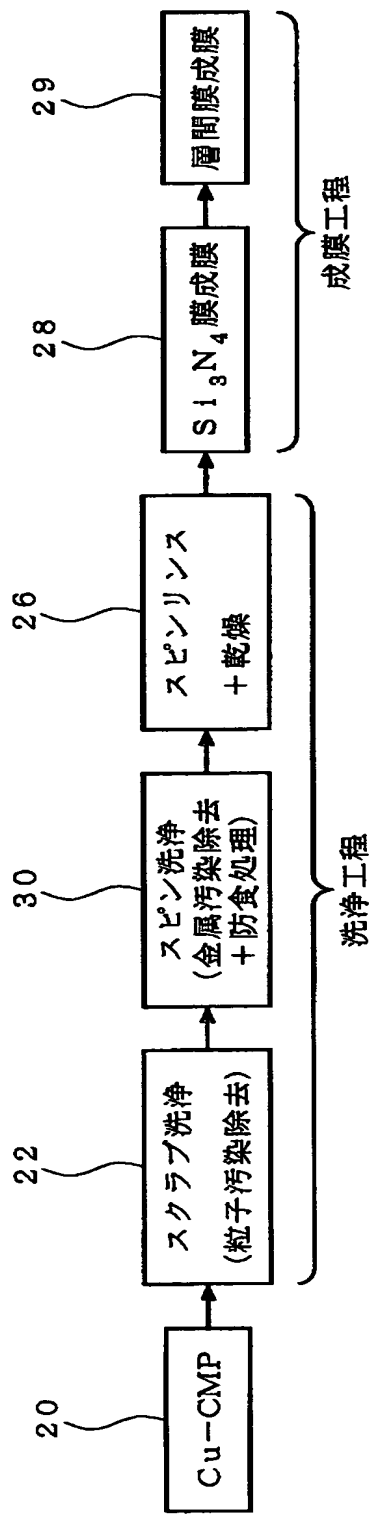 20
Cu-CMP
22
スクラブ洗浄
(粒子汚染除去)
30
スピン洗浄
(金属汚染除去
+防食処理)
26
スピンリンス
+乾燥
洗浄工程
28
Si₃N₄膜成膜
29
層間膜成膜
成膜工程